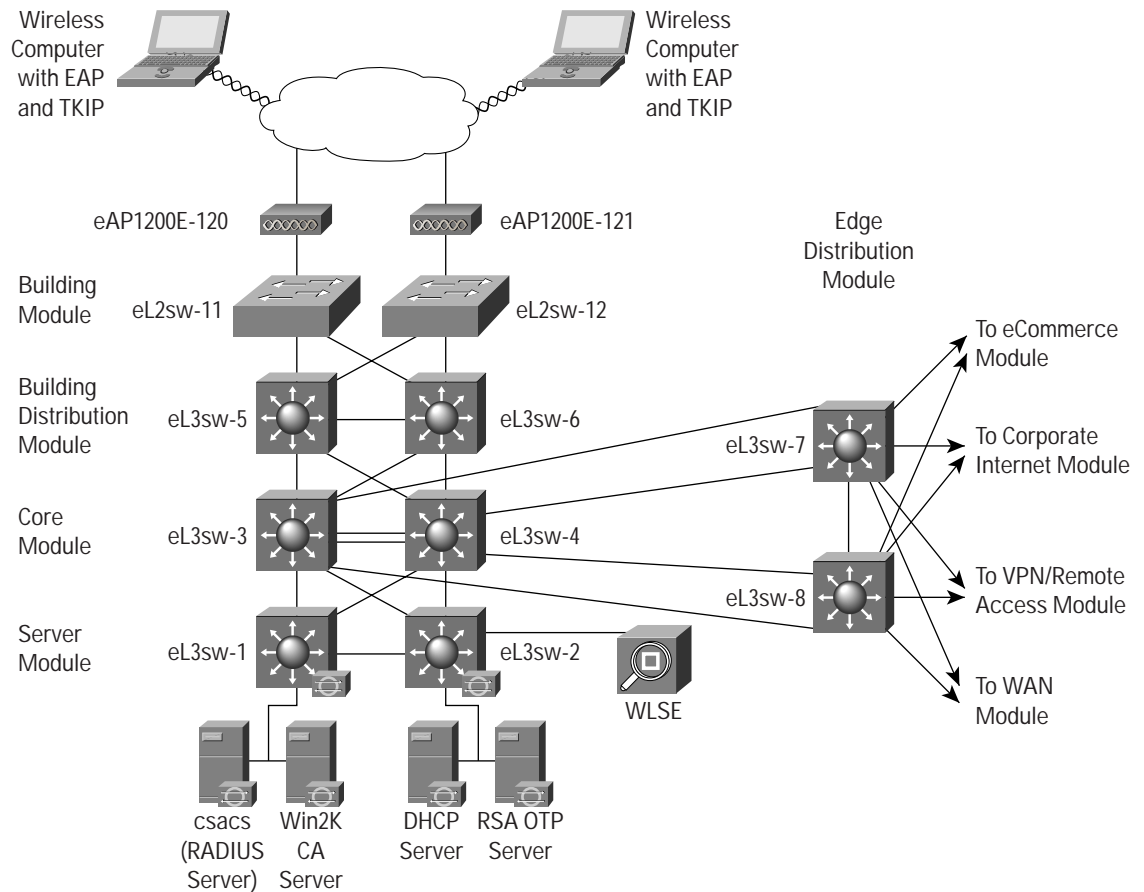 Wireless
Computer
with EAP
and TKIP
Wireless
Computer
with EAP
and TKIP
eAP1200E-120
eAP1200E-121
Edge
Distribution
Module
Building
Module
eL2sw-11
eL2sw-12
To eCommerce
Module
Building
Distribution
Module
eL3sw-5
eL3sw-6
eL3sw-7
To Corporate
Internet Module
Core
Module
eL3sw-3
eL3sw-4
eL3sw-8
To VPN/Remote
Access Module
Server
Module
eL3sw-1
eL3sw-2
WLSE
To WAN
Module
csacs
(RADIUS
Server)
Win2K
CA
Server
DHCP
Server
RSA OTP
Server